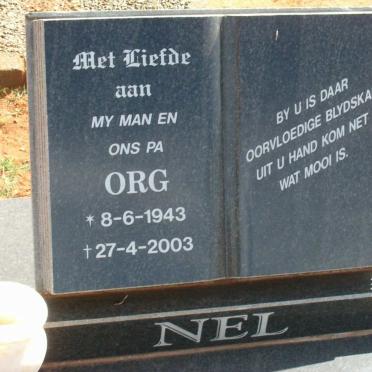 Met Liefde
aan
MY MAN EN
ONS PA
ORG
* 8-6-1943
† 27-4-2003
BY U IS DAAR
OORVLOEDIGE BLYDSKA
UIT U HAND KOM NET
WAT MOOI IS.
NEL